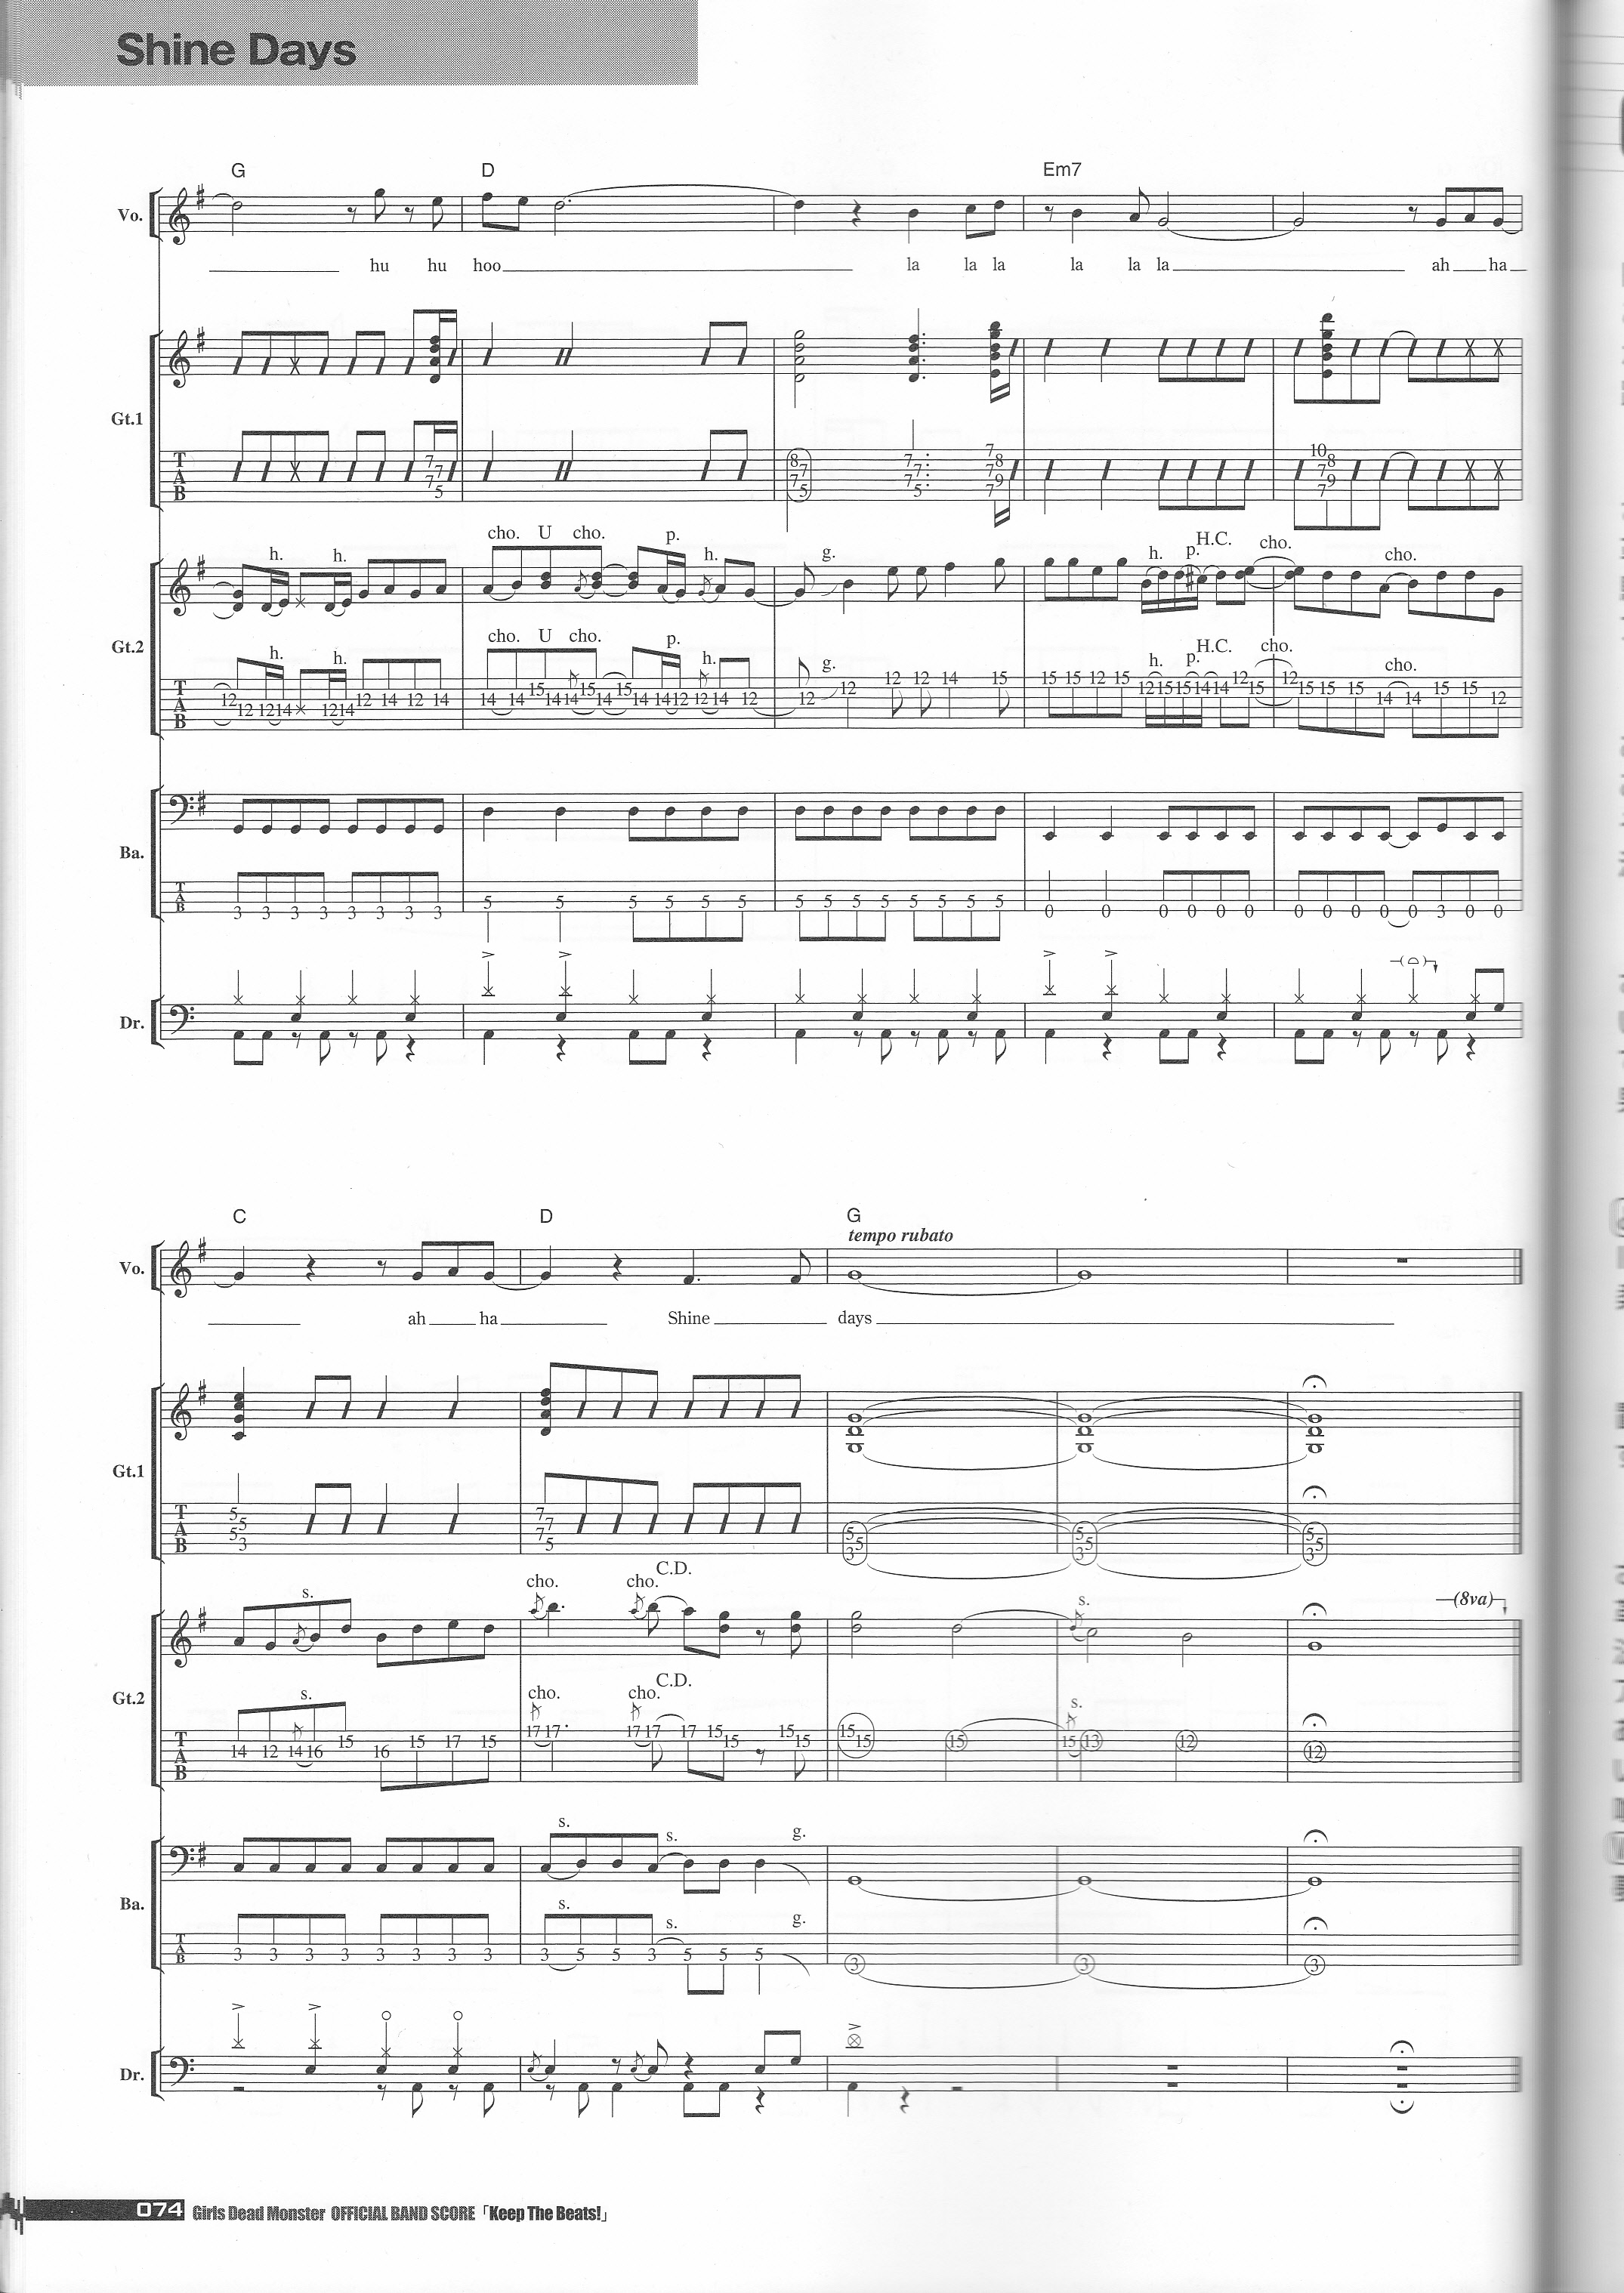 Shine Days
G D Em7
Vo.
hu hu hoo la la la la la la ah ha
Gt.1
T 7 7 7 5 8 7 7 5 7 7 7 5 7 8 7 9 7 10 8 7 9 7
A
B
cho. U cho. p. H.C. cho.
h. h. h. g. h. p. cho.
Gt.2
cho. U cho. p. H.C. cho.
h. h. h. g. h. p. cho.
T 12 12 12 14 12 14 12 14 12 14 14 14 15 14 14 15 14 15 14 14 12 12 14 12 12 12 12 12 14 15 15 15 12 15 12 15 15 14 14 12 15 12 15 15 15 14 14 15 15 12
A
B
Ba.
T 3 3 3 3 3 3 3 3 5 5 5 5 5 5 5 5 5 5 5 5 5 5 0 0 0 0 0 0 0 0 0 0 0 3 0 0
A
B
Dr.
C D G
tempo rubato
Vo.
ah ha Shine days
Gt.1
T 5 5 5 3 7 7 7 5 5 5 3 5 5 3 5 5 3
A
B
C.D.
s. cho. cho. s. (8va)
Gt.2
C.D.
s. cho. cho. s.
T 14 12 14 16 15 16 15 17 15 17 17 17 17 17 15 15 15 15 15 15 15 15 13 12 12
A
B
s. s. g.
Ba.
s. s. g.
T 3 3 3 3 3 3 3 3 3 5 5 3 5 5 5 3 3 3
A
B
Dr.
074 Girls Dead Monster OFFICIAL BAND SCORE「Keep The Beats!」